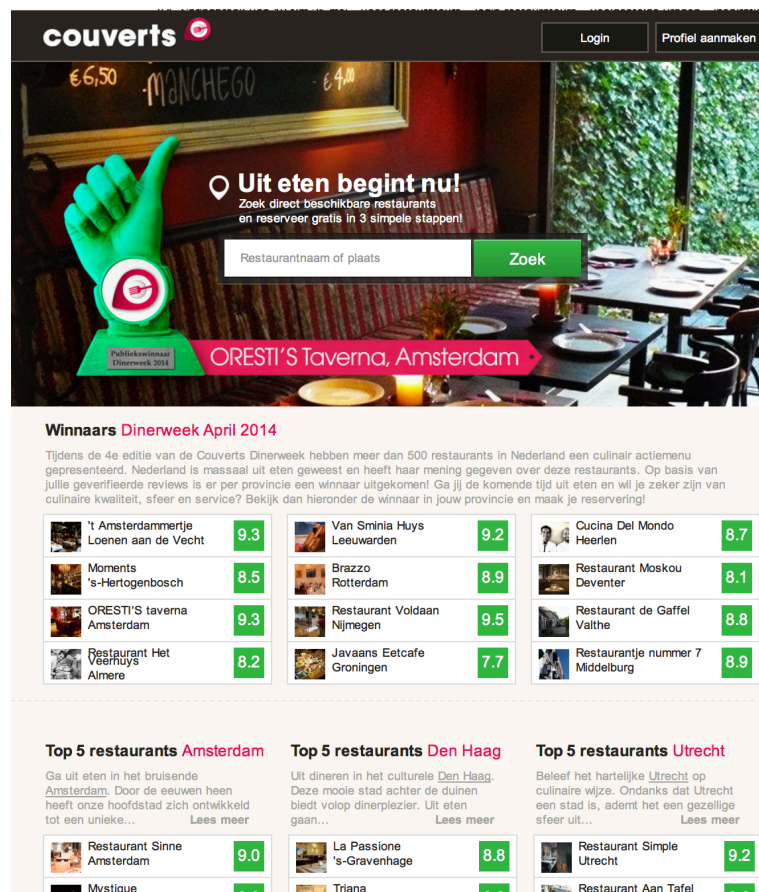 couverts
Login
Profiel aanmaken
€6,50
MANCHEGO
€4,00
Uit eten begint nu!
Zoek direct beschikbare restaurants
en reserveer gratis in 3 simpele stappen!
Restaurantnaam of plaats
Zoek
Publiekswinnaar
Dinerweek 2014
ORESTI'S Taverna, Amsterdam
Winnaars Dinerweek April 2014
Tijdens de 4e editie van de Couverts Dinerweek hebben meer dan 500 restaurants in Nederland een culinair actiemenu
gepresenteerd. Nederland is massaal uit eten geweest en heeft haar mening gegeven over deze restaurants. Op basis van
jullie geverifieerde reviews is er per provincie een winnaar uitgekomen! Ga jij de komende tijd uit eten en wil je zeker zijn van
culinaire kwaliteit, sfeer en service? Bekijk dan hieronder de winnaar in jouw provincie en maak je reservering!
't Amsterdammertje
Loenen aan de Vecht
9.3
Van Sminia Huys
Leeuwarden
9.2
Cucina Del Mondo
Heerlen
8.7
Moments
's-Hertogenbosch
8.5
Brazzo
Rotterdam
8.9
Restaurant Moskou
Deventer
8.1
ORESTI'S taverna
Amsterdam
9.3
Restaurant Voldaan
Nijmegen
9.5
Restaurant de Gaffel
Valthe
8.8
Restaurant Het
Veerhuys
Almere
8.2
Javaans Eetcafe
Groningen
7.7
Restaurantje nummer 7
Middelburg
8.9
Top 5 restaurants Amsterdam
Ga uit eten in het bruisende
Amsterdam. Door de eeuwen heen
heeft onze hoofdstad zich ontwikkeld
tot een unieke... Lees meer
Restaurant Sinne
Amsterdam
9.0
Mystique
Top 5 restaurants Den Haag
Uit dineren in het culturele Den Haag.
Deze mooie stad achter de duinen
biedt volop dinerplezier. Uit eten
gaan... Lees meer
La Passione
's-Gravenhage
8.8
Triana
Top 5 restaurants Utrecht
Beleef het hartelijke Utrecht op
culinaire wijze. Ondanks dat Utrecht
een stad is, ademt het een gezellige
sfeer uit... Lees meer
Restaurant Simple
Utrecht
9.2
Restaurant Aan Tafel